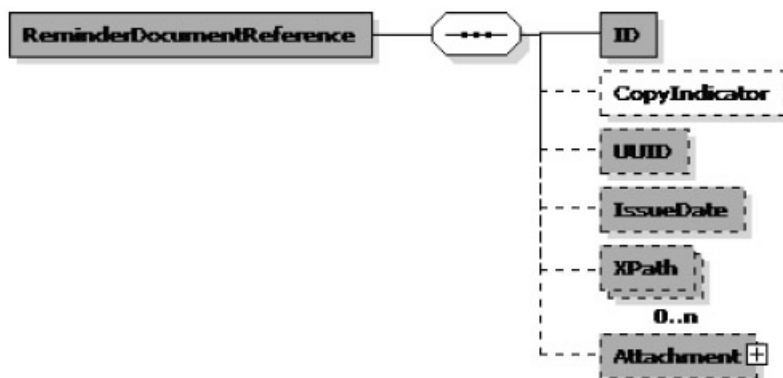 ReminderDocumentReference
ID
CopyIndicator
UUID
IssueDate
XPath
0..n
Attachment